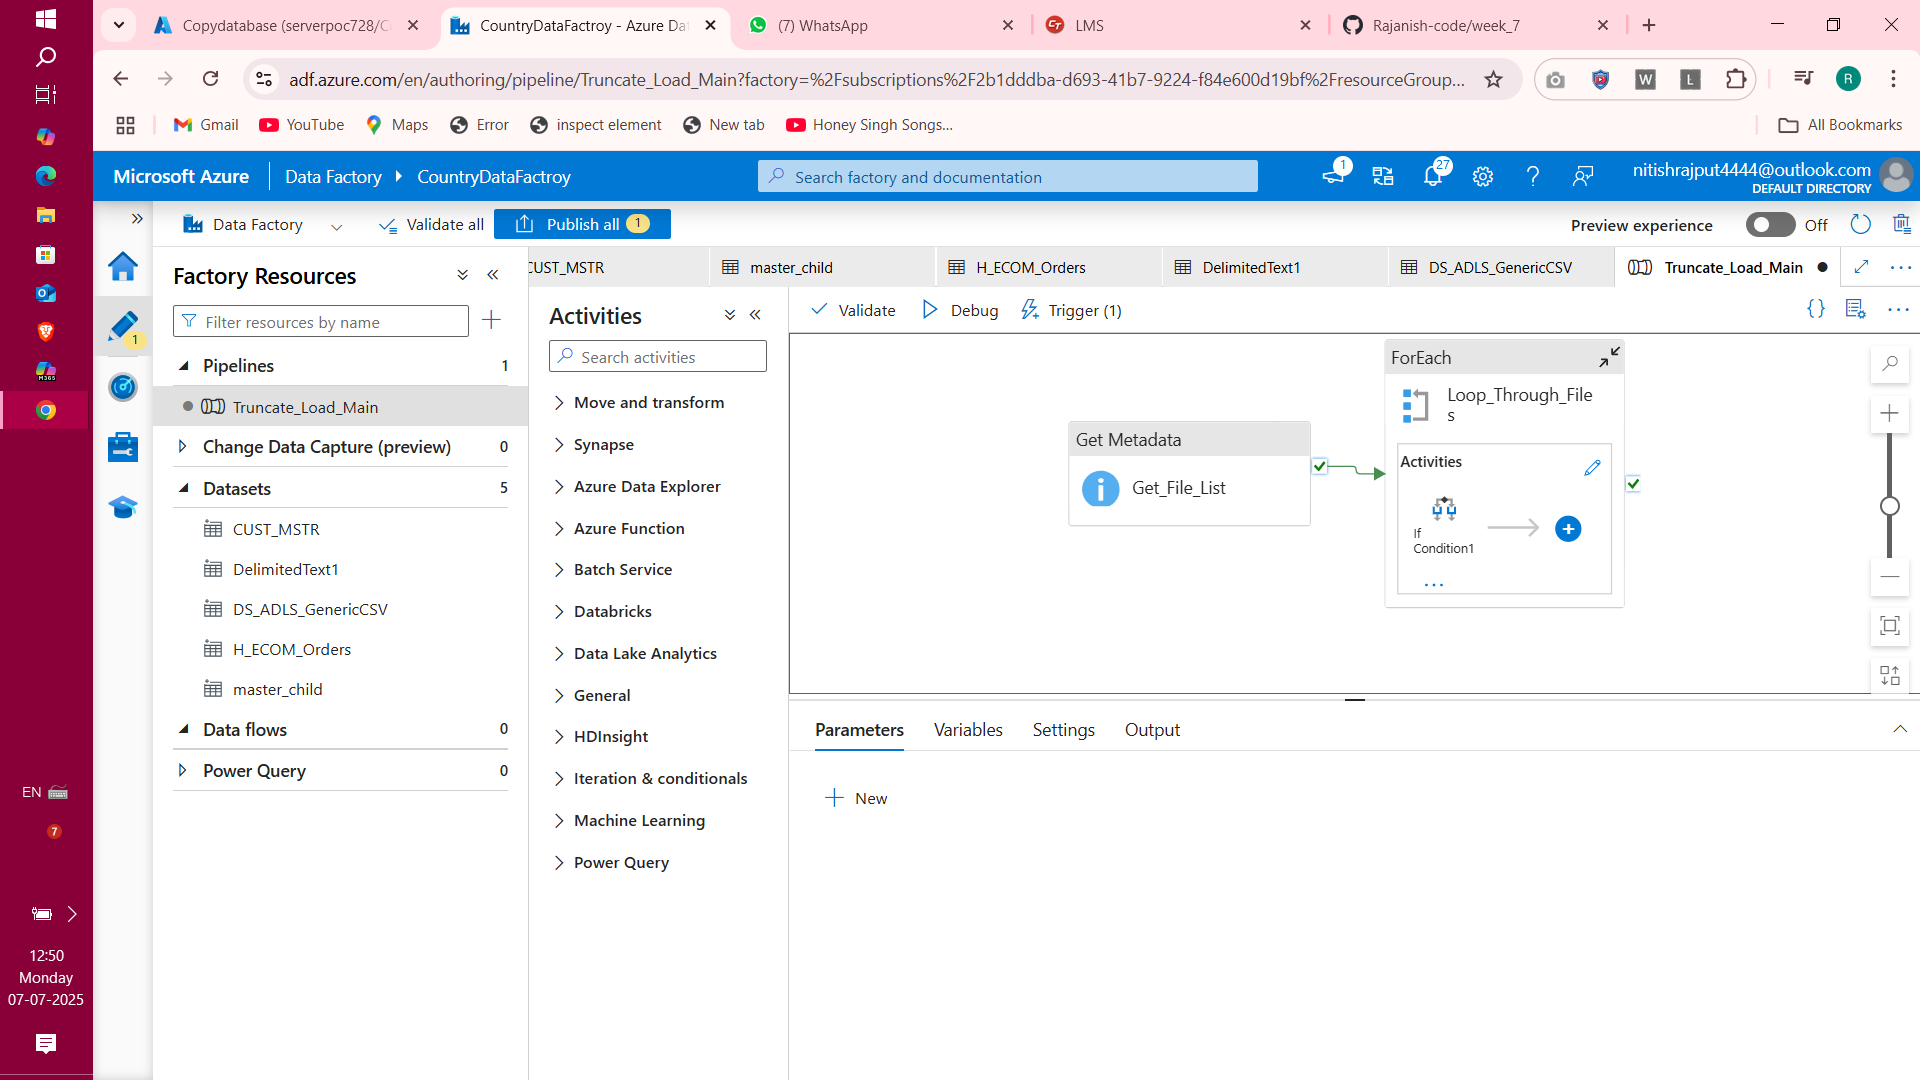 Copydatabase (serverpoc728/C
CountryDataFactroy - Azure Da
(7) WhatsApp
LMS
Rajanish-code/week_7
adf.azure.com/en/authoring/pipeline/Truncate_Load_Main?factory=%2Fsubscriptions%2F2b1dddba-d693-41b7-9224-f84e600d19bf%2FresourceGroup...
W
L
R
Gmail
YouTube
Maps
Error
inspect element
New tab
Honey Singh Songs...
All Bookmarks
Microsoft Azure
Data Factory
CountryDataFactroy
Search factory and documentation
1
27
nitishrajput4444@outlook.com
DEFAULT DIRECTORY
Data Factory
Validate all
Publish all
1
Preview experience
Off
Factory Resources
Filter resources by name
1
Pipelines
1
Truncate_Load_Main
Change Data Capture (preview)
0
Datasets
5
CUST_MSTR
DelimitedText1
DS_ADLS_GenericCSV
H_ECOM_Orders
master_child
Data flows
0
Power Query
0
CUST_MSTR
master_child
H_ECOM_Orders
DelimitedText1
DS_ADLS_GenericCSV
Truncate_Load_Main
Activities
Search activities
Move and transform
Synapse
Azure Data Explorer
Azure Function
Batch Service
Databricks
Data Lake Analytics
General
HDInsight
Iteration & conditionals
Machine Learning
Power Query
Validate
Debug
Trigger (1)
Get Metadata
Get_File_List
ForEach
Loop_Through_File
s
Activities
If
Condition1
Parameters
Variables
Settings
Output
New
M365
EN
7
12:50
Monday
07-07-2025